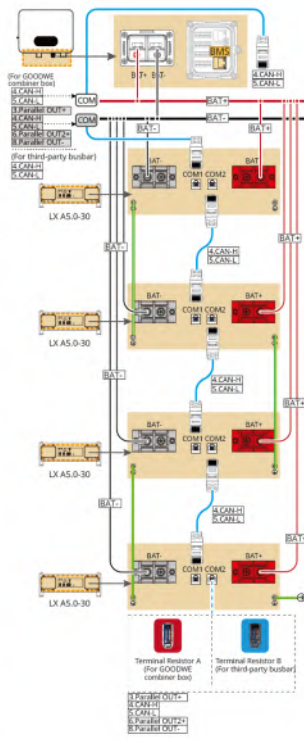 BMS
BAT+
BAT-
4.CAN-H
5.CAN-L
(For GOODWE
combiner box)
4.CAN-H
5.CAN-L
3.Parallel OUT+
4.CAN-H
5.CAN-L
6.Parallel OUT2+
8.Parallel OUT-
COM
COM
BAT+
BAT-
(For third-party busbar)
4.CAN-H
5.CAN-L
BAT-
BAT+
BAT-
BAT+
COM1
COM2
LX A5.0-30
4.CAN-H
5.CAN-L
BAT-
BAT+
BAT-
BAT+
COM1
COM2
LX A5.0-30
4.CAN-H
5.CAN-L
BAT-
BAT+
BAT-
BAT+
COM1
COM2
LX A5.0-30
4.CAN-H
5.CAN-L
BAT-
BAT+
BAT-
BAT+
COM1
COM2
LX A5.0-30
Terminal Resistor A
(For GOODWE
combiner box)
Terminal Resistor B
(For third-party busbar)
3.Parallel OUT+
4.CAN-H
5.CAN-L
6.Parallel OUT2+
8.Parallel OUT-